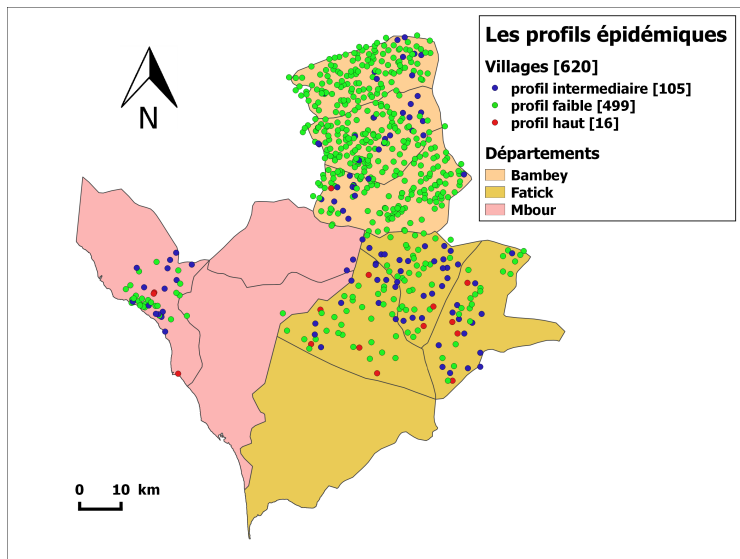 Les profils épidémiques
Villages [620]
profil intermediaire [105]
profil faible [499]
profil haut [16]
Départements
Bambey
Fatick
Mbour
N
0 10 km